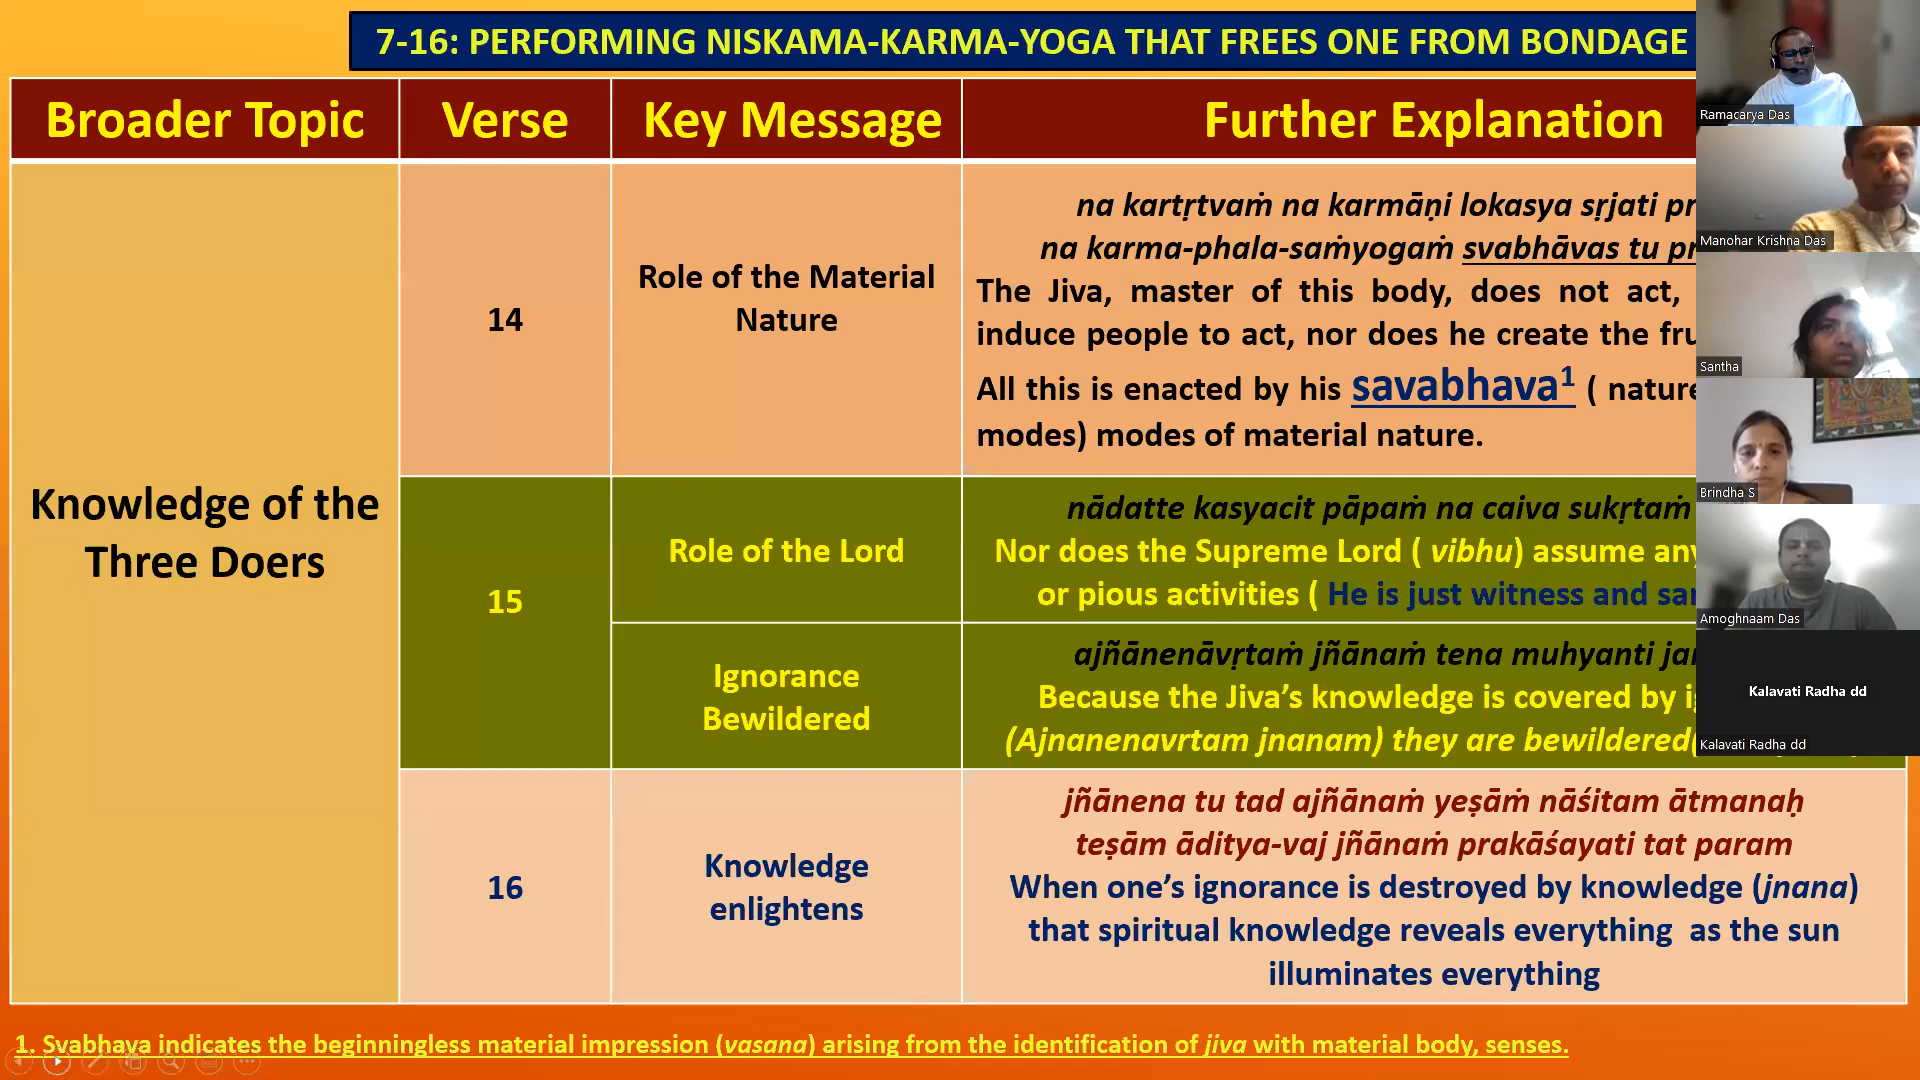 7-16: PERFORMING NISKAMA-KARMA-YOGA THAT FREES ONE FROM BONDAGE
Broader Topic
Verse
Key Message
Further Explanation
Knowledge of the
Three Doers
14
Role of the Material
Nature
na kartṛtvaṁ na karmāṇi lokasya sṛjati
na karma-phala-saṁyogaṁ svabhāvas tu
The Jiva, master of this body, does not act,
induce people to act, nor does he create the
All this is enacted by his savabhava1 ( nature
modes) modes of material nature.
15
Role of the Lord
nādatte kasyacit pāpaṁ na caiva sukṛtaṁ
Nor does the Supreme Lord ( vibhu) assume
or pious activities ( He is just witness and
Ignorance
Bewildered
ajñānenāvṛtaṁ jñānaṁ tena muhyanti
Because the Jiva’s knowledge is covered by
(Ajnanenavrtam jnanam) they are bewildered(
16
Knowledge
enlightens
jñānena tu tad ajñānaṁ yeṣāṁ nāśitam ātmanaḥ
teṣām āditya-vaj jñānaṁ prakāśayati tat param
When one’s ignorance is destroyed by knowledge (jnana)
that spiritual knowledge reveals everything as the sun
illuminates everything
1. Svabhava indicates the beginningless material impression (vasana) arising from the identification of jiva with material body, senses.
Ramacarya Das
Manohar Krishna Das
Santha
Brindha S
Amoghnaam Das
Kalavati Radha dd
Kalavati Radha dd